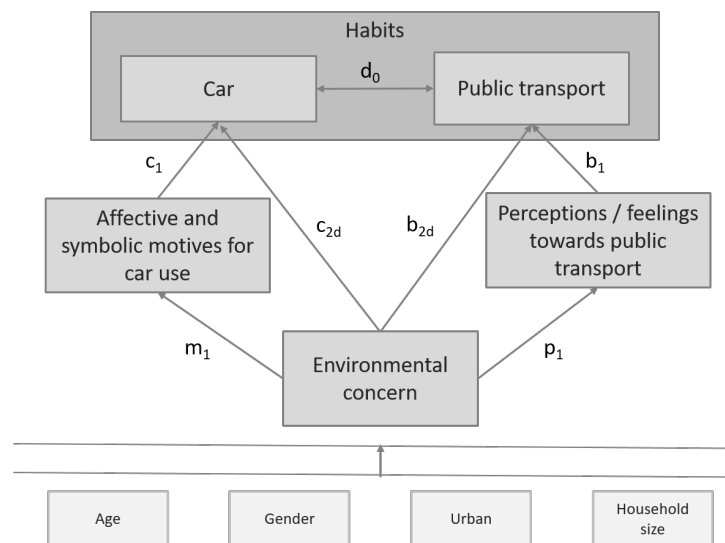 Habits
Car
d₀
Public transport
c₁
b₁
Affective and
symbolic motives for
car use
c₂d
b₂d
Perceptions / feelings
towards public
transport
m₁
Environmental
concern
p₁
Age
Gender
Urban
Household
size